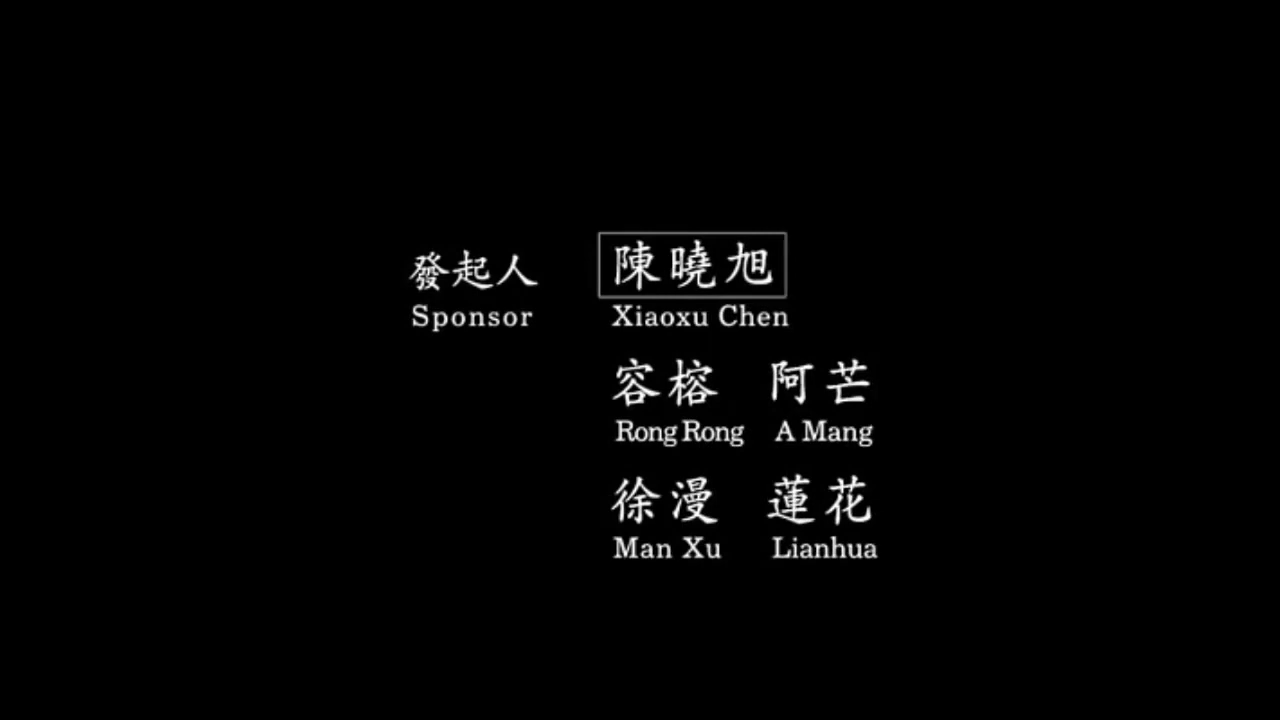 發起人 陳曉旭
Sponsor Xiaoxu Chen
容榕 阿芒
Rong Rong A Mang
徐漫 蓮花
Man Xu Lianhua